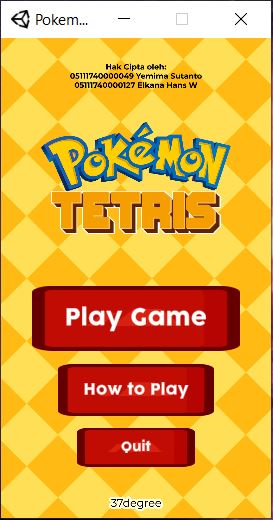 Pokem...
Hak Cipta oleh:
05111740000049 Yemima Sutanto
05111740000127 Elkana Hans W
POKéMON
TETRIS
Play Game
How to Play
Quit
37degree